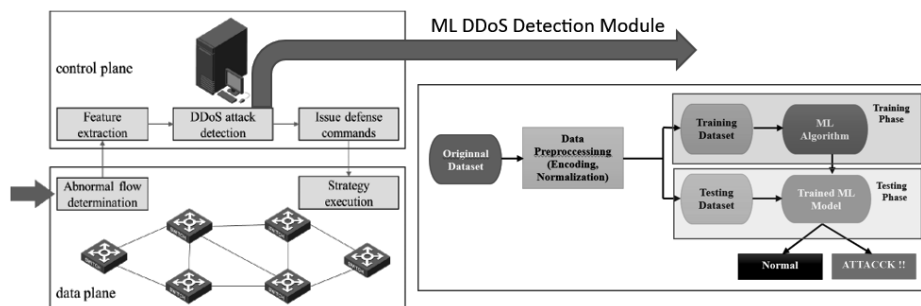 ML DDoS Detection Module
control plane
Feature
extraction
DDoS attack
detection
Issue defense
commands
Abnormal flow
determination
Strategy
execution
data plane
Originnal
Dataset
Data
Preproccessinng
(Encoding,
Normalization)
Training
Dataset
ML
Algorithm
Training
Phase
Testing
Dataset
Trained ML
Model
Testing
Phase
Normal
ATTACCK !!